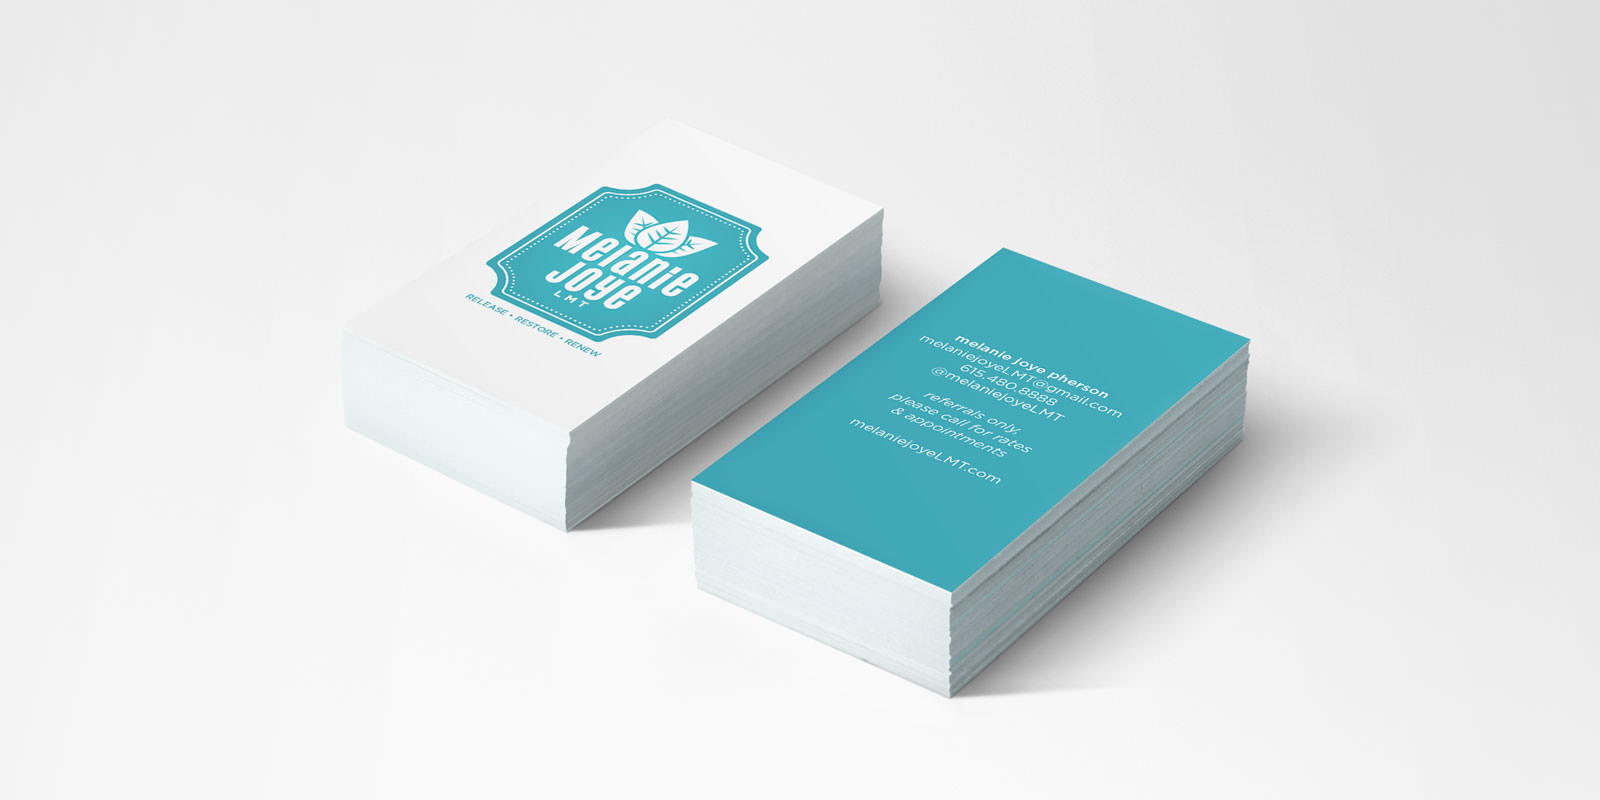 Melanie
Joye
LMT
RELEASE • RESTORE • RENEW
melanie joye pherson
melaniejoyeLMT@gmail.com
615.480.8888
@melaniejoyeLMT
referrals only,
please call for rates
& appointments
melaniejoyeLMT.com